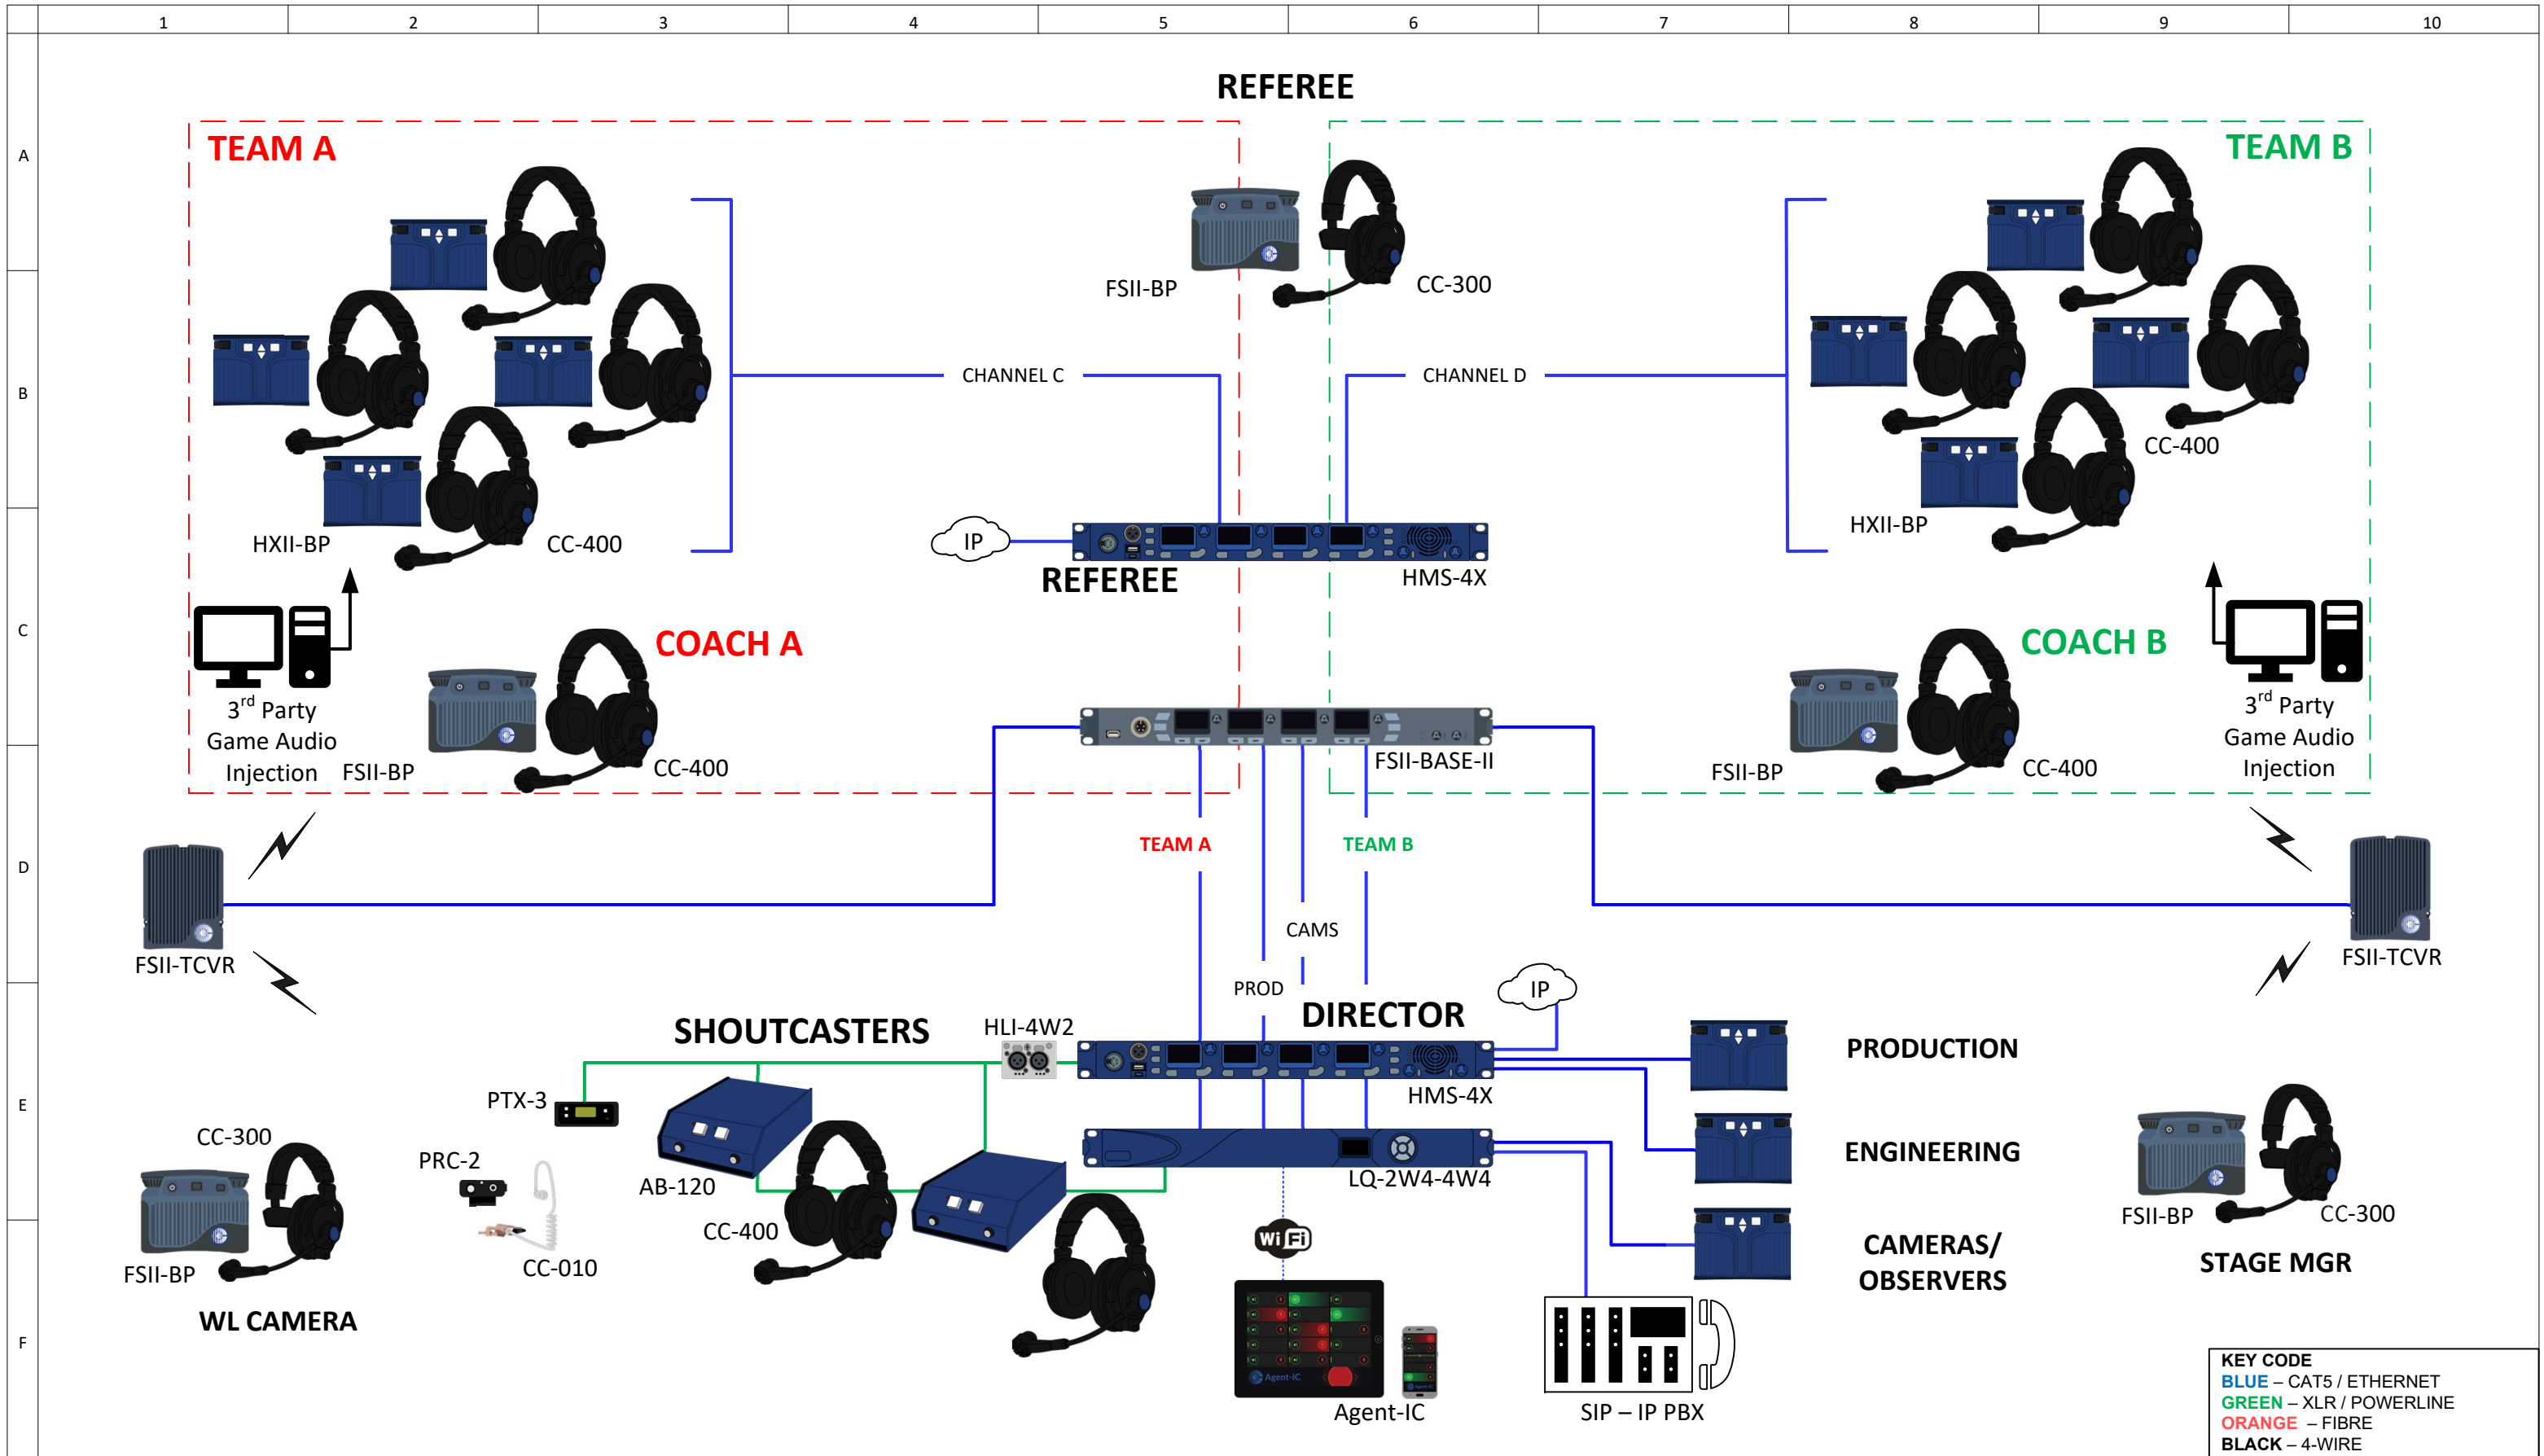 1 2 3 4 5 6 7 8 9 10
A
B
B
C
D
E
F
REFEREE
TEAM A
TEAM B
FSII-BP
CC-300
CHANNEL C
CHANNEL D
CC-400
HXII-BP
CC-400
HXII-BP
IP
REFEREE
HMS-4X
COACH A
COACH B
3rd Party
Game Audio
Injection
FSII-BP
CC-400
FSII-BASE-II
FSII-BP
CC-400
3rd Party
Game Audio
Injection
TEAM A
TEAM B
CAMS
PROD
FSII-TCVR
FSII-TCVR
IP
SHOUTCASTERS
HLI-4W2
DIRECTOR
HMS-4X
PTX-3
PRODUCTION
CC-300
PRC-2
AB-120
LQ-2W4-4W4
ENGINEERING
FSII-BP
CC-010
CC-400
WiFi
CAMERAS/
OBSERVERS
FSII-BP
CC-300
STAGE MGR
WL CAMERA
Agent-IC
Agent-IC
Agent-IC
SIP – IP PBX
KEY CODE
BLUE – CAT5 / ETHERNET
GREEN – XLR / POWERLINE
ORANGE – FIBRE
BLACK – 4-WIRE